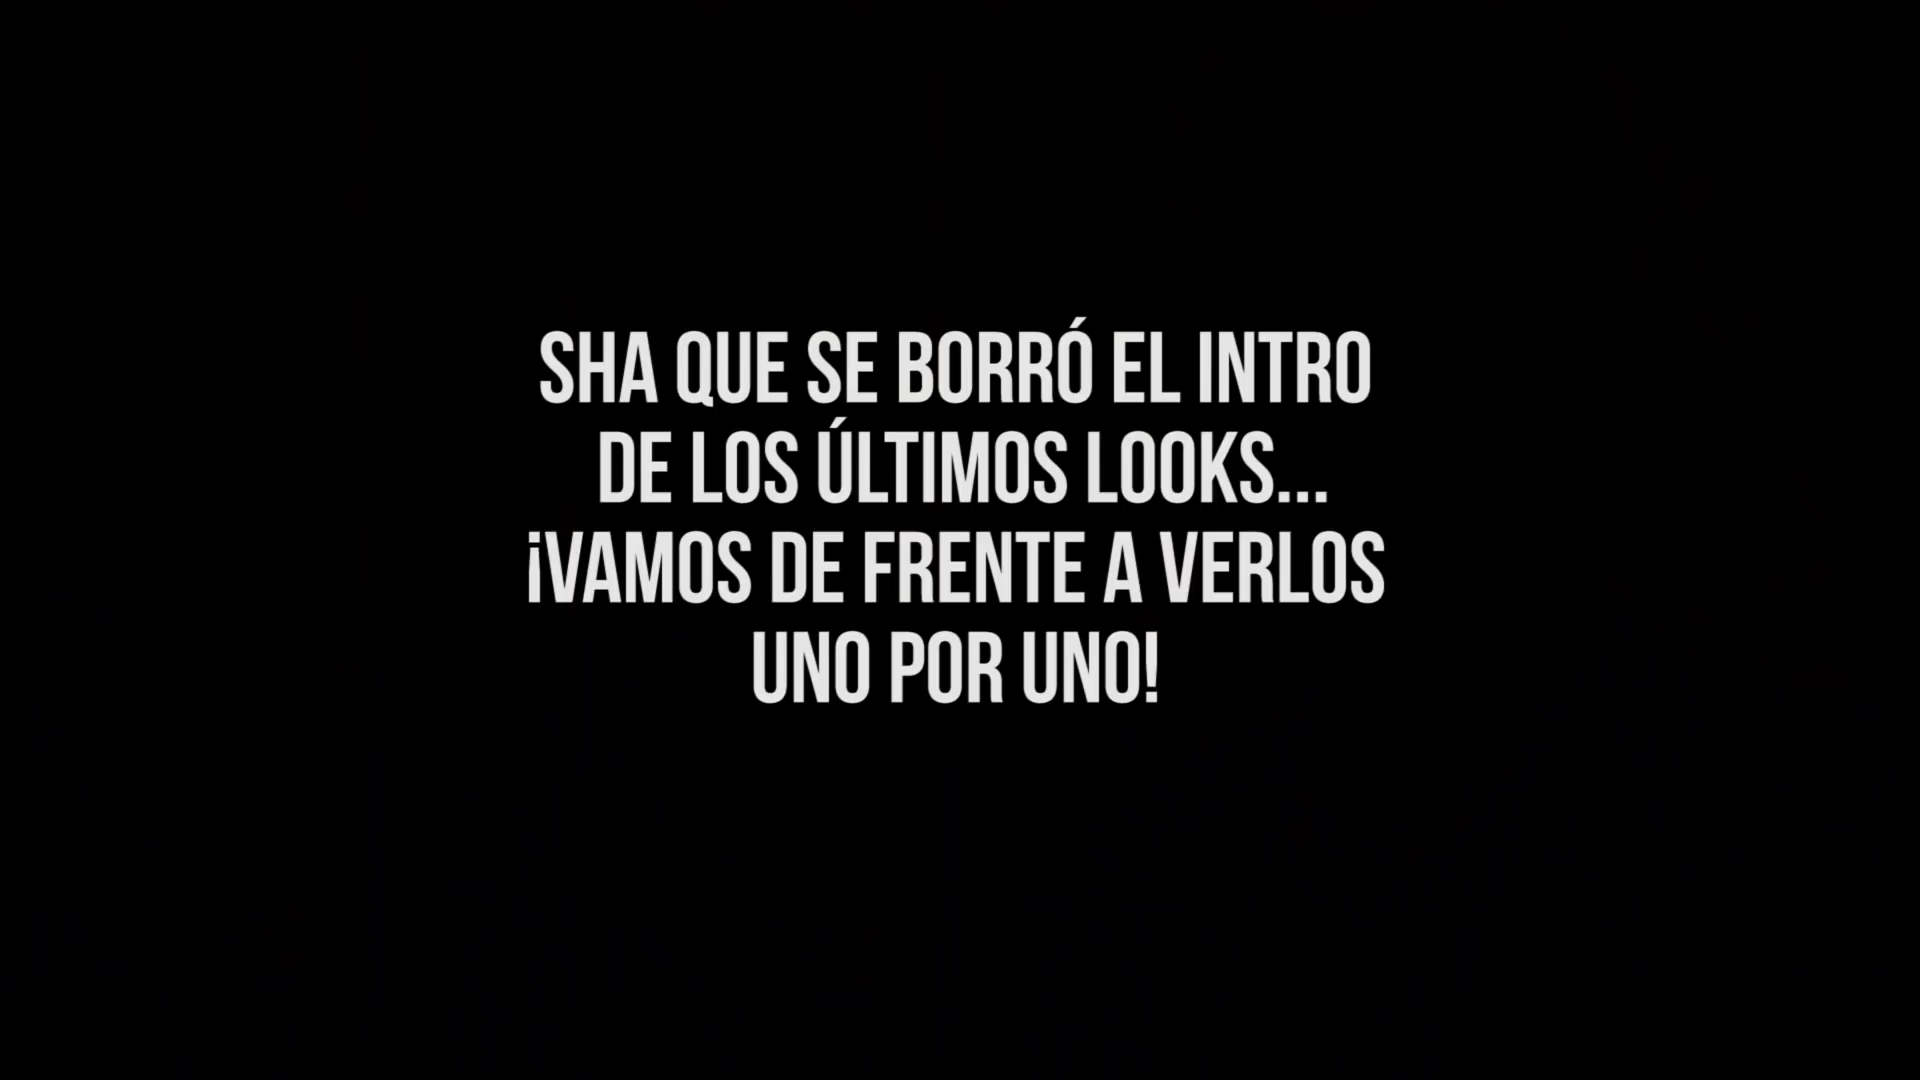 SHA QUE SE BORRÓ EL INTRO
DE LOS ÚLTIMOS LOOKS...
¡VAMOS DE FRENTE A VERLOS
UNO POR UNO!